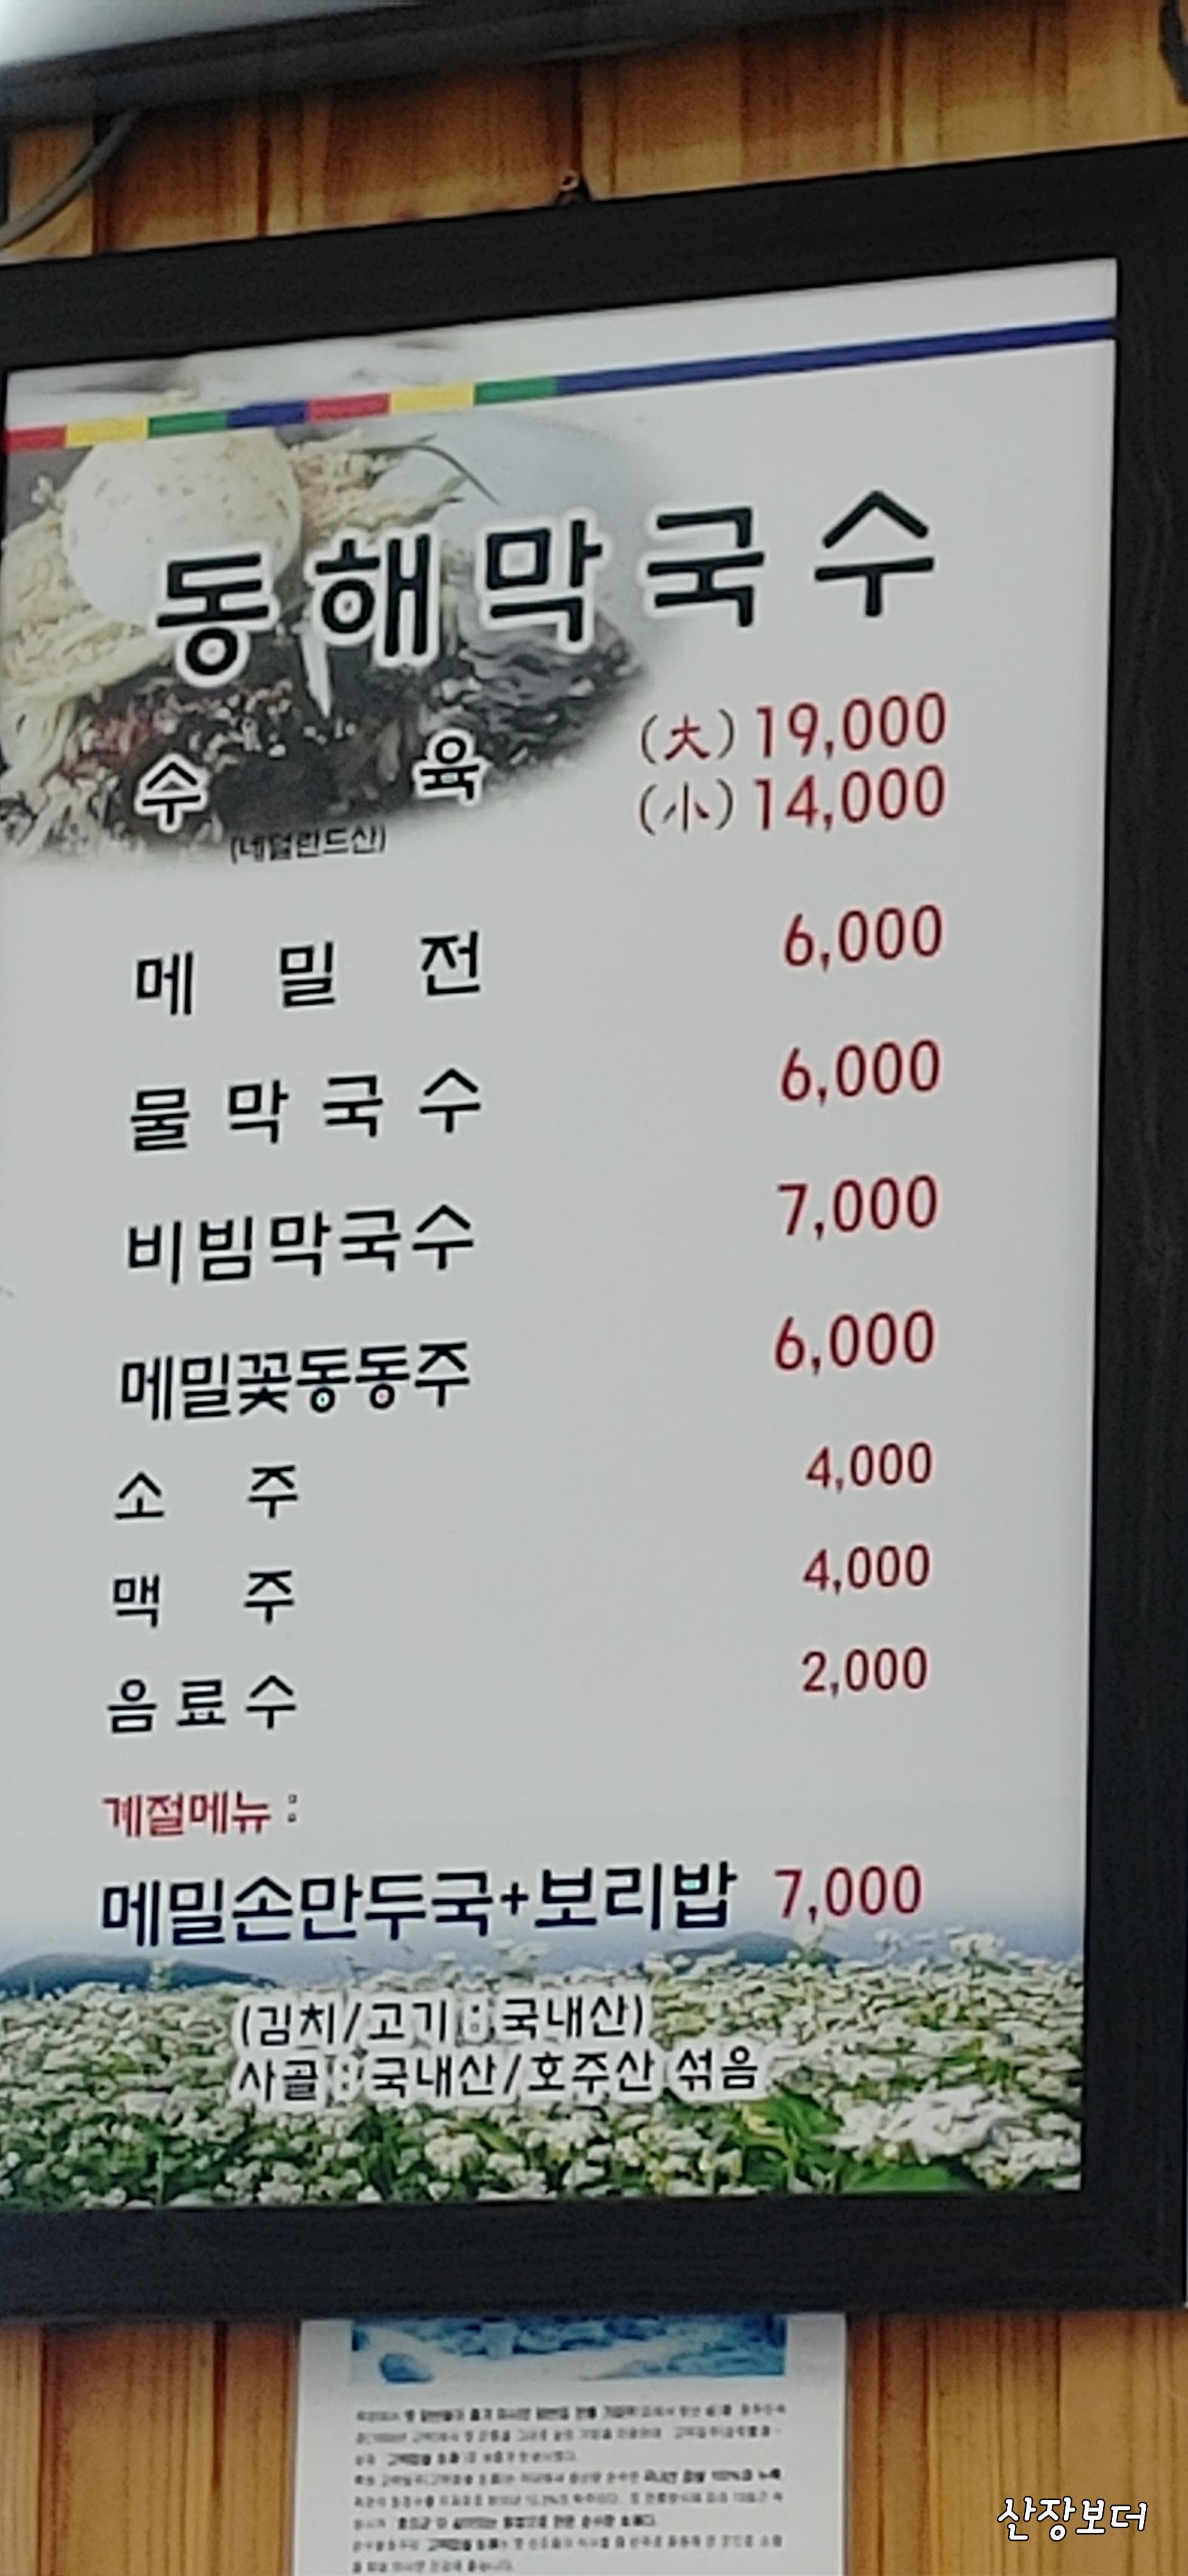 동해막국수
수육 (大) 19,000
(小) 14,000
(네덜란드산)
메밀전 6,000
물막국수 6,000
비빔막국수 7,000
메밀꽃동동주 6,000
소주 4,000
맥주 4,000
음료수 2,000
계절메뉴 :
메밀손만두국+보리밥 7,000
(김치/고기 : 국내산)
사골 : 국내산/호주산 섞음
산장보더